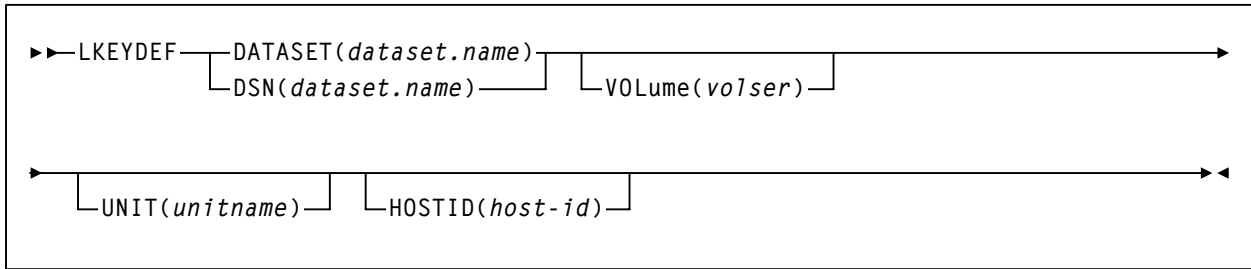 LKEYDEF DATASET(dataset.name)
DSN(dataset.name) VOLume(volser)
UNIT(unitname) HOSTID(host-id)